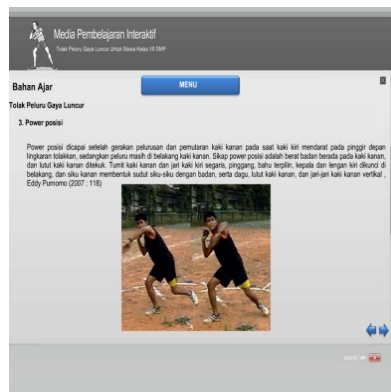 Media Pembelajaran Interaktif
Tolak Peluru Gaya Luncur Untuk Siswa Kelas VII SMP
Bahan Ajar
MENU
Tolak Peluru Gaya Luncur
3. Power posisi
Power posisi dicapai setelah gerakan pelurusan dan pemutaran kaki kanan pada saat kaki kiri mendarat pada pinggir depan
lingkaran tolakkan, sedangkan peluru masih di belakang kaki kanan. Sikap power posisi adalah berat badan berada pada kaki kanan,
dan lutut kaki kanan ditekuk. Tumit kaki kanan dan jari kaki kiri segaris, pinggang, bahu terpilin, kepala dan lengan kiri dikunci di
belakang, dan siku kanan membentuk sudut siku-siku dengan badan, serta dagu, lutut kaki kanan, dan jari-jari kaki kanan vertikal ,
Eddy Purnomo (2007 : 118)